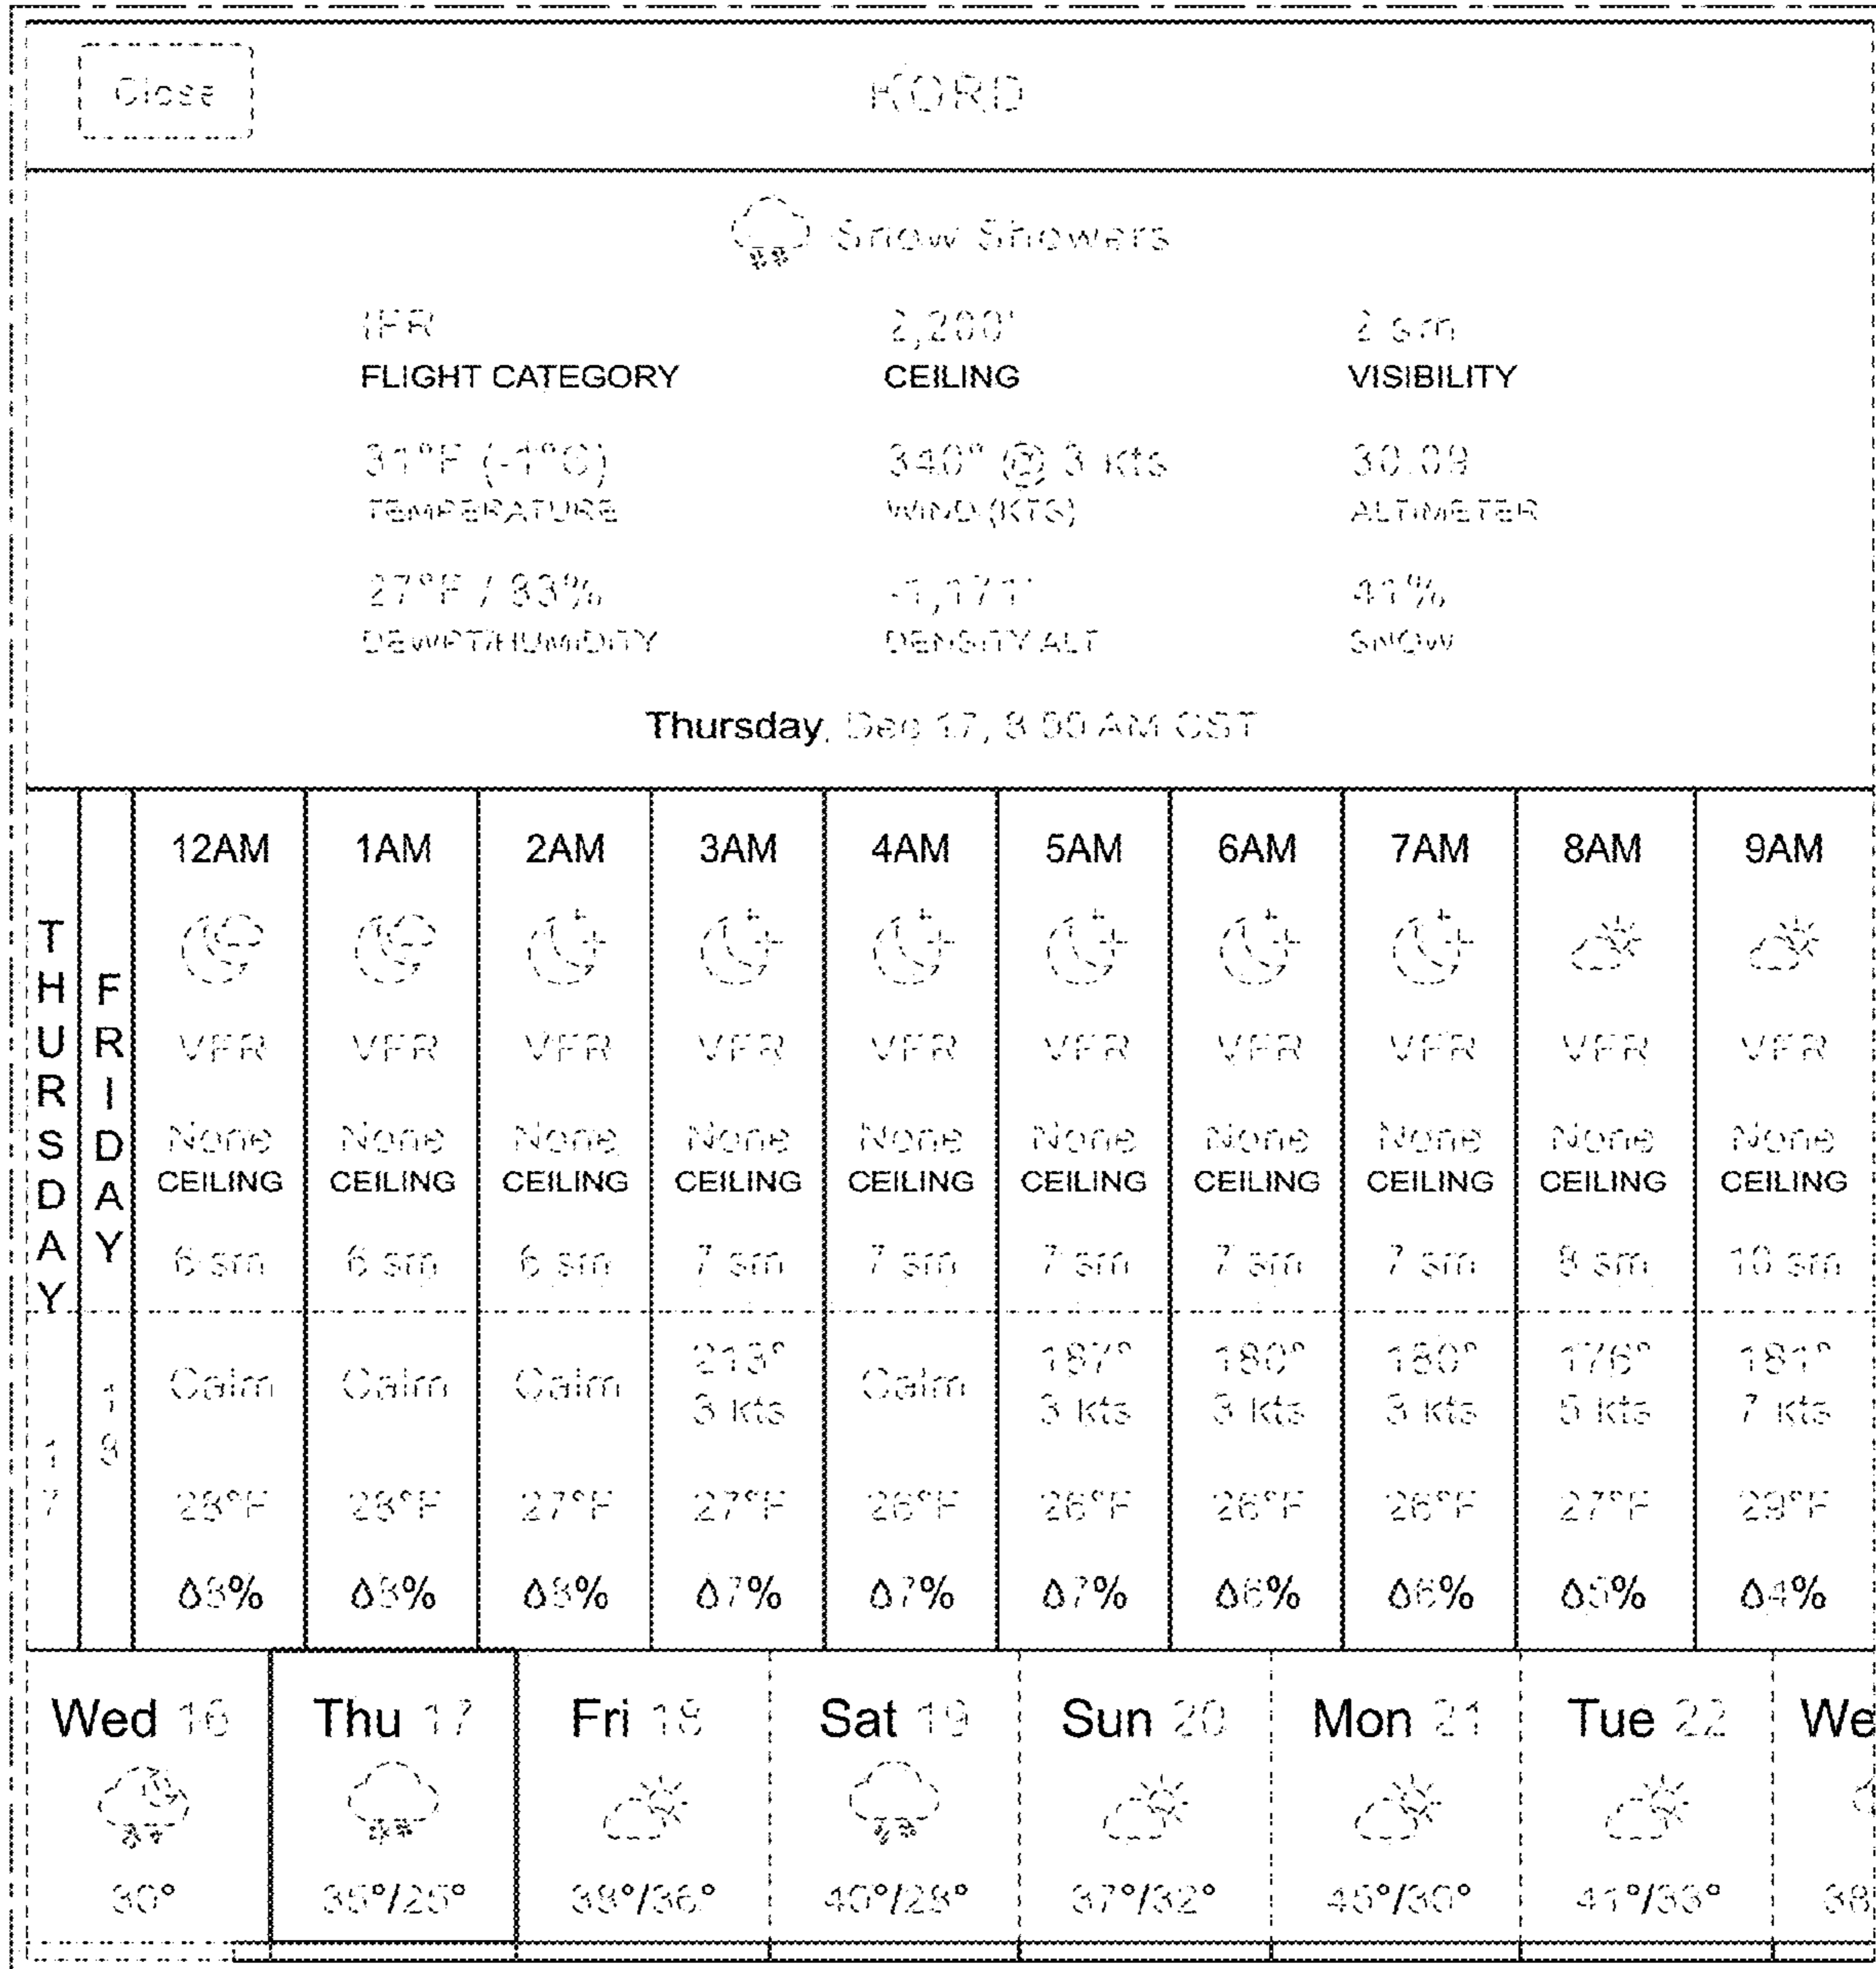 Close
KORD
Snow Showers
IFR 2,200' 2 sm
FLIGHT CATEGORY CEILING VISIBILITY
31°F (-1°C) 340° @ 3 kts 30.09
TEMPERATURE WIND (KTS) ALTIMETER
27°F / 83% -1,171' 41%
DEWPT/HUMIDITY DENSITY ALT SNOW
Thursday, Dec 17, AM CST
THURSDAY 17
FRIDAY 18
12AM 1AM 2AM 3AM 4AM 5AM 6AM 7AM 8AM 9AM
VFR VFR VFR VFR VFR VFR VFR VFR VFR VFR
None None None None None None None None None None
CEILING CEILING CEILING CEILING CEILING CEILING CEILING CEILING CEILING CEILING
6 sm 6 sm 6 sm 7 sm 7 sm 7 sm 7 sm 7 sm 8 sm 10 sm
Calm Calm Calm 213° Calm 187° 180° 180° 176° 181°
3 kts 3 kts 3 kts 3 kts 5 kts 7 kts
28°F 28°F 27°F 27°F 26°F 26°F 26°F 26°F 27°F 29°F
8% 8% 8% 7% 7% 7% 6% 6% 5% 4%
Wed 16 Thu 17 Fri 18 Sat 19 Sun 20 Mon 21 Tue 22 We
30° 35°/25° 38°/36° 40°/28° 37°/32° 45°/30° 41°/33° 38